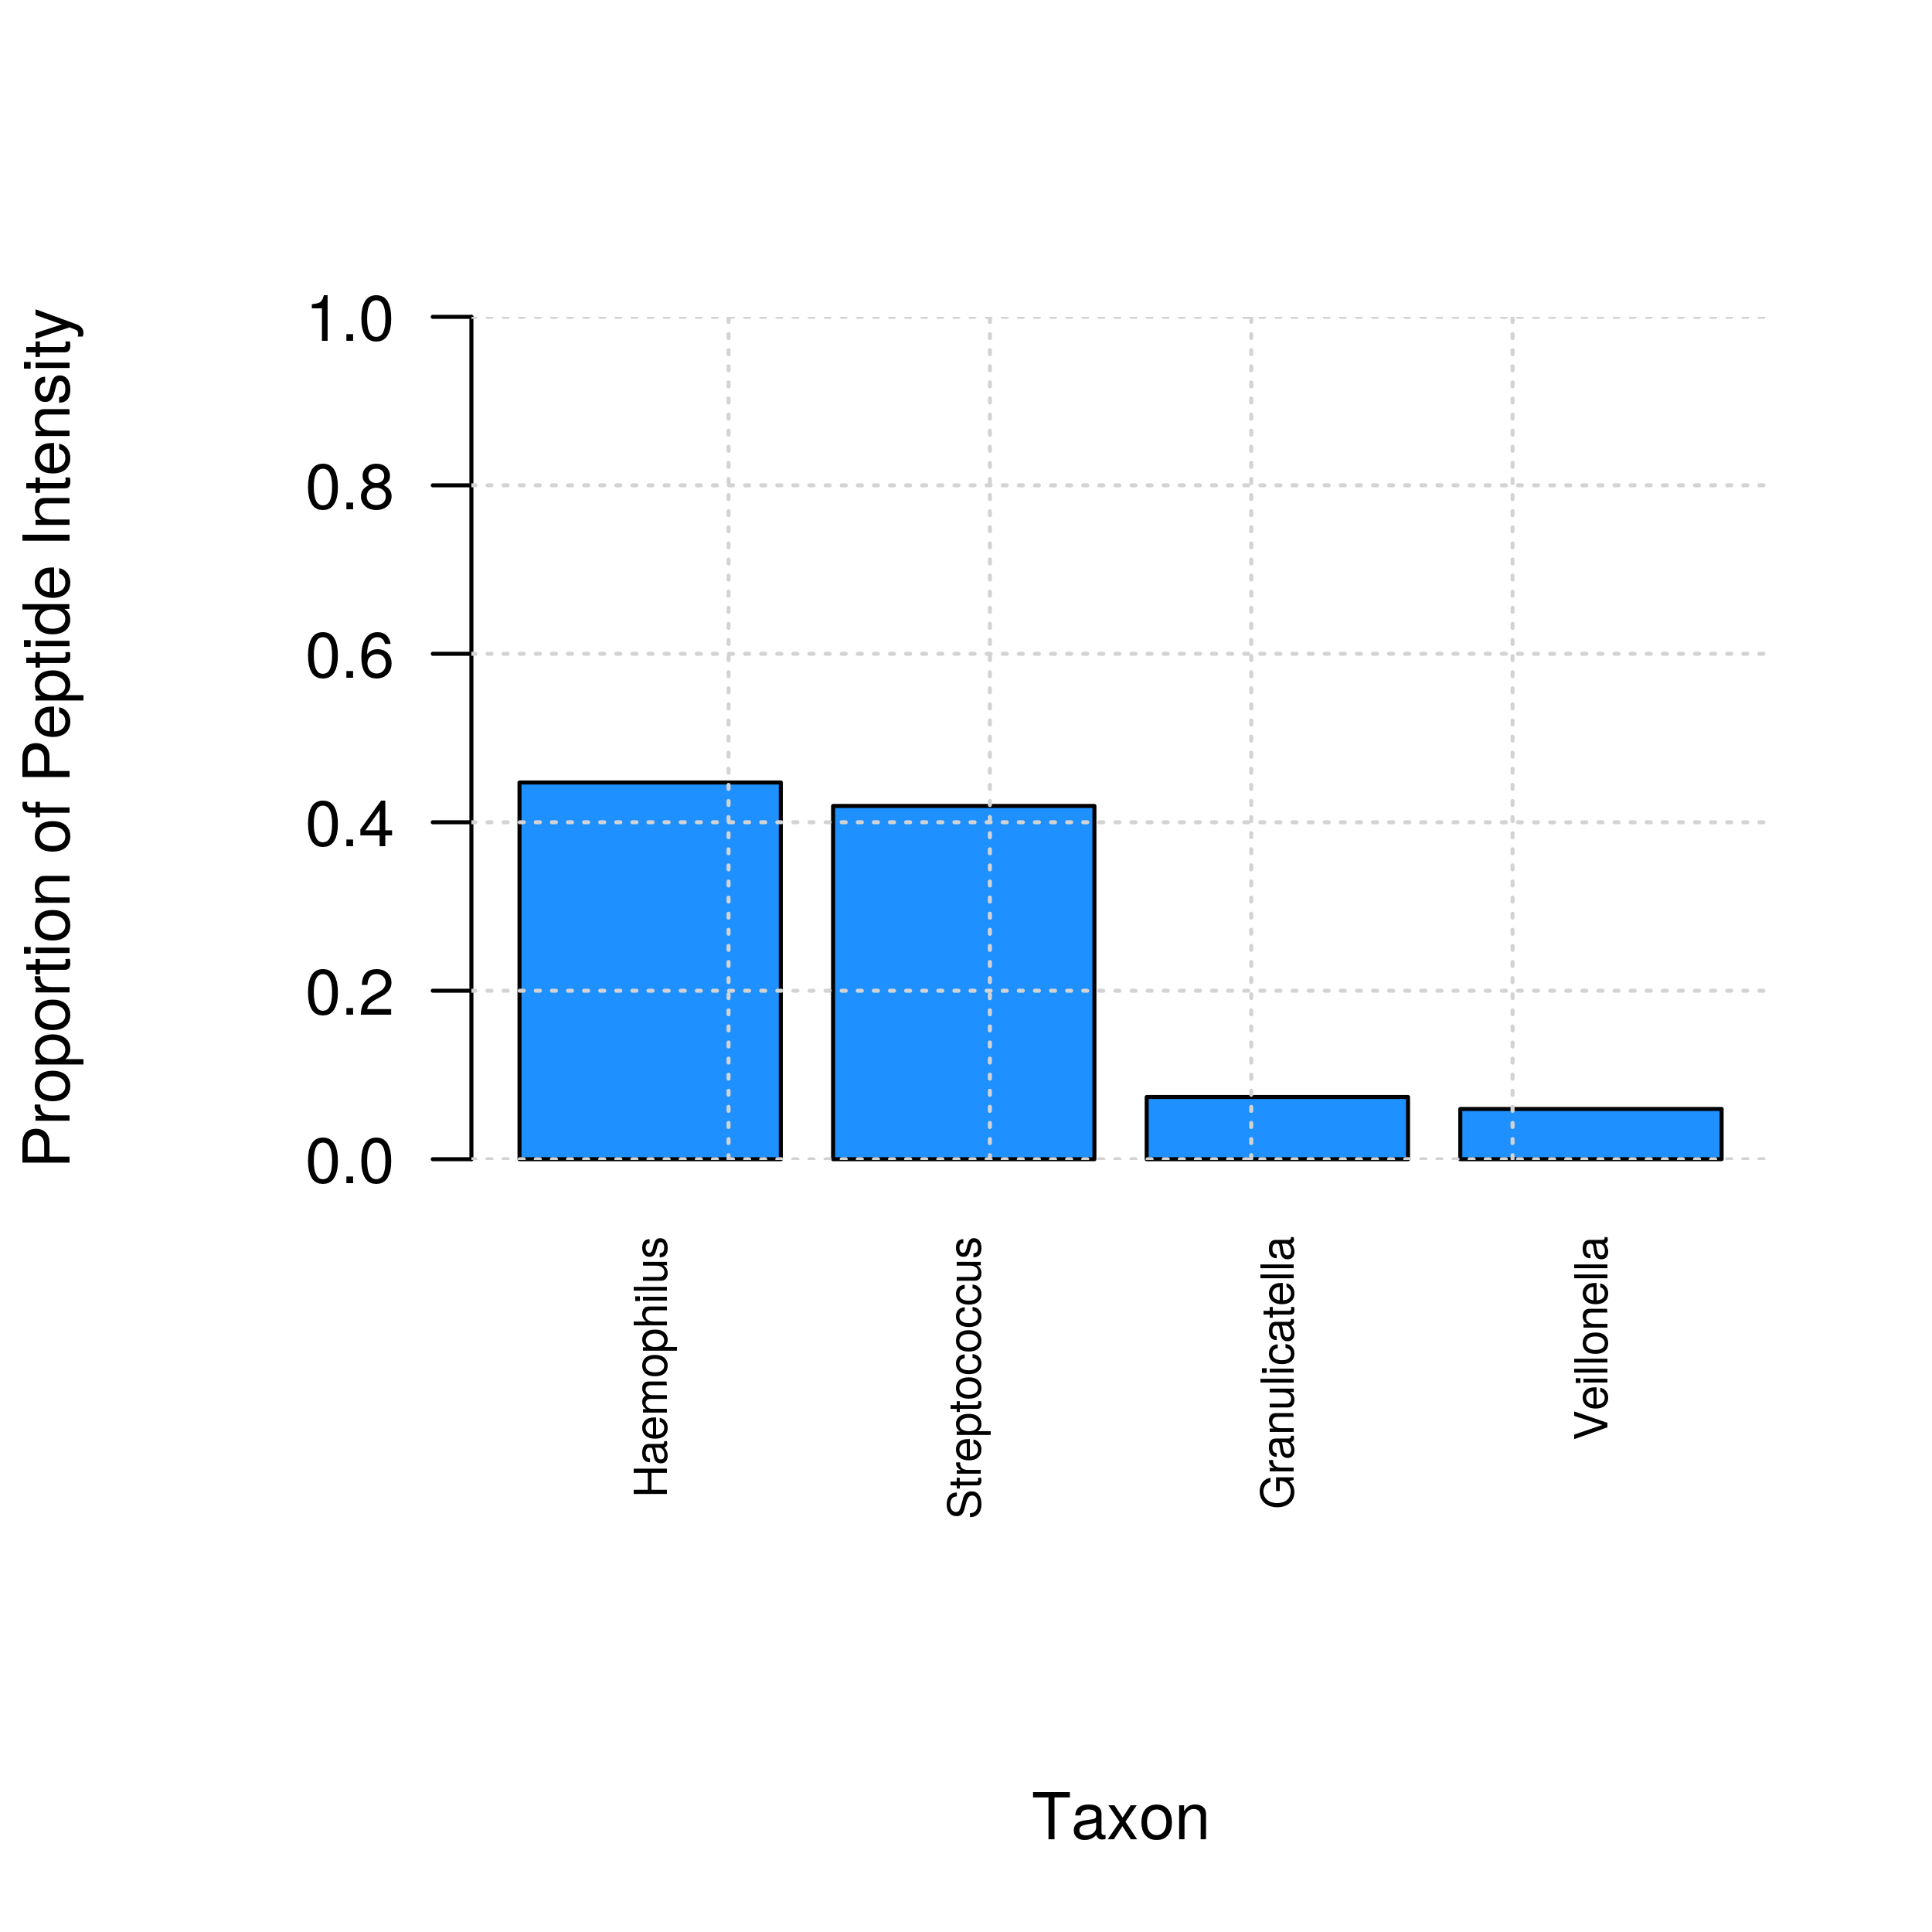 Proportion of Peptide Intensity
1.0
0.8
0.6
0.4
0.2
0.0
Haemophilus
Streptococcus
Granulicatella
Veillonella
Taxon